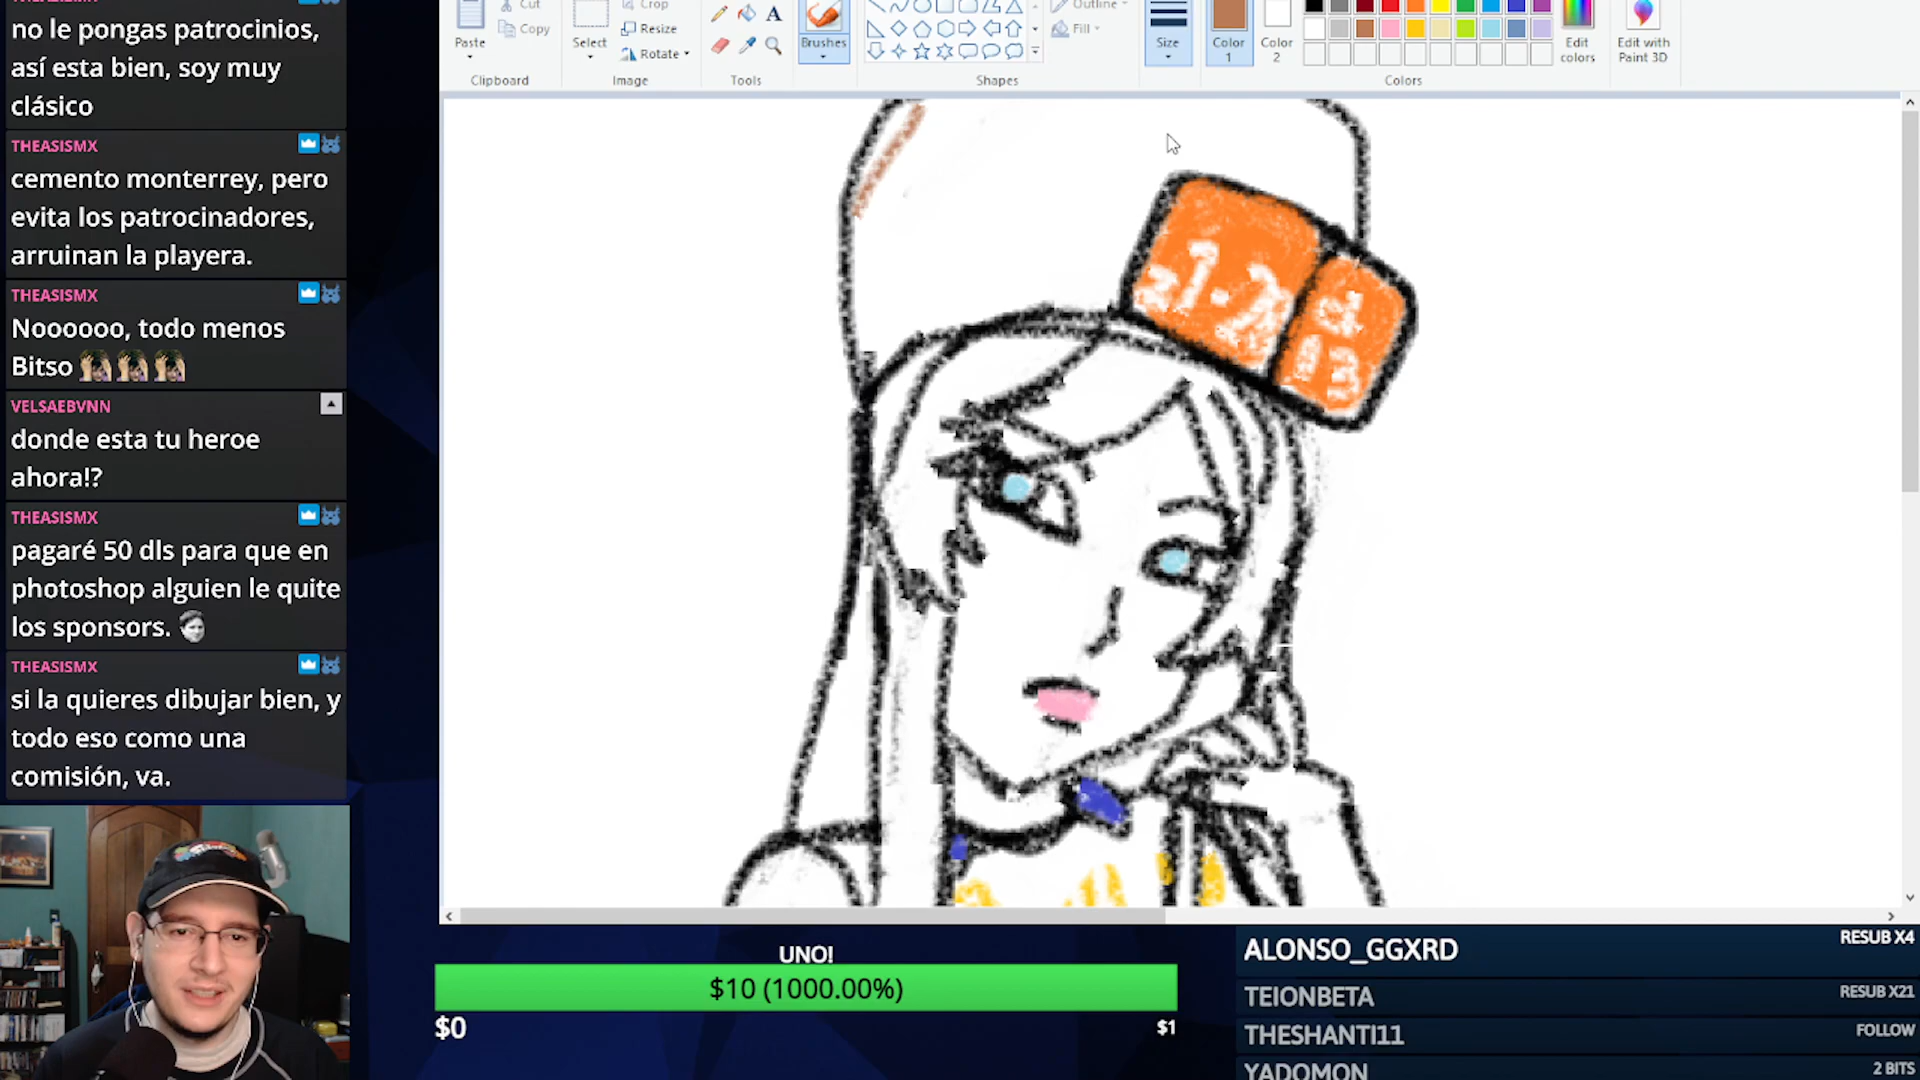 no le pongas patrocinios,
así esta bien, soy muy
clásico
THEASISMX
cemento monterrey, pero
evita los patrocinadores,
arruinan la playera.
THEASISMX
Noooooo, todo menos
Bitso
VELSAEBVNN
donde esta tu heroe
ahora!?
THEASISMX
pagaré 50 dls para que en
photoshop alguien le quite
los sponsors.
THEASISMX
si la quieres dibujar bien, y
todo eso como una
comisión, va.
Cut
Crop
Outline
Copy
Resize
Fill
Paste
Select
Rotate
A
Brushes
Size
Color
1
Color
2
Edit
colors
Edit with
Paint 3D
Clipboard
Image
Tools
Shapes
Colors
UNO!
$10 (1000.00%)
$0
$1
ALONSO_GGXRD
RESUB X4
TEIONBETA
RESUB X21
THESHANTI11
FOLLOW
YADOMON
2 BITS